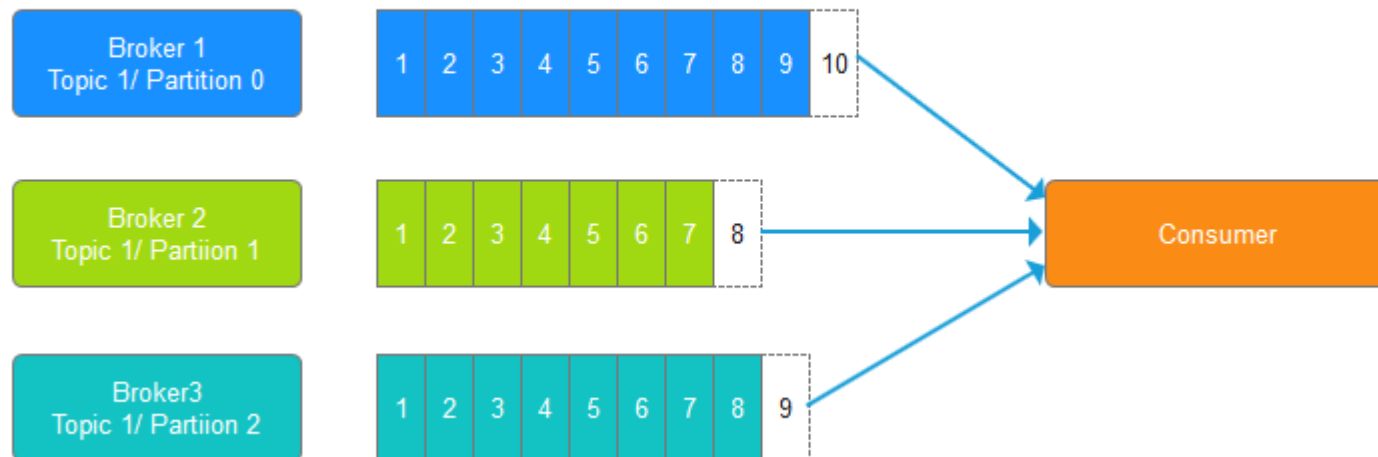 Broker 1
Topic 1/ Partition 0
1 2 3 4 5 6 7 8 9 10
Broker 2
Topic 1/ Partiion 1
1 2 3 4 5 6 7 8
Consumer
Broker3
Topic 1/ Partiion 2
1 2 3 4 5 6 7 8 9